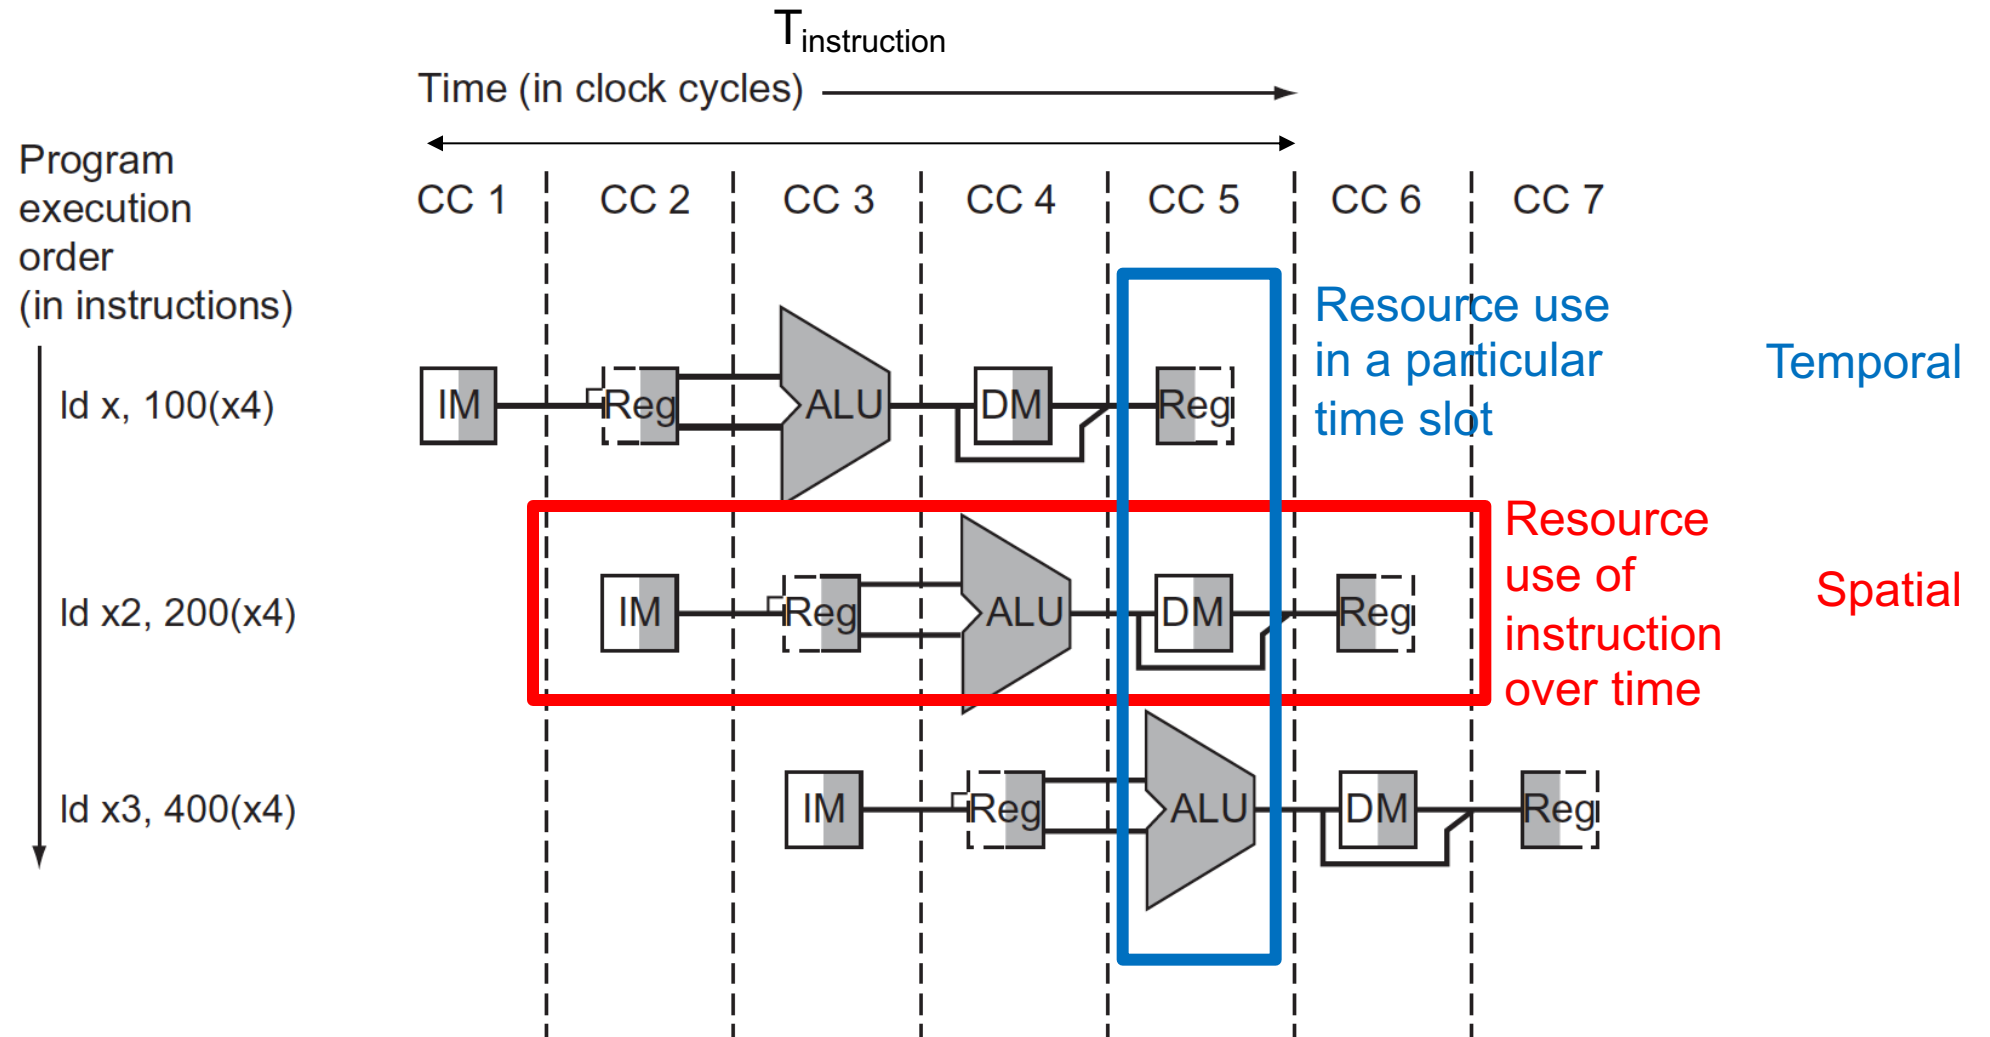 Tinstruction
Time (in clock cycles)
Program
execution
order
(in instructions)
CC 1 CC 2 CC 3 CC 4 CC 5 CC 6 CC 7
ld x, 100(x4)
IM Reg ALU DM Reg
Resource use
in a particular
time slot
Temporal
ld x2, 200(x4)
IM Reg ALU DM Reg
Resource
use of
instruction
over time
Spatial
ld x3, 400(x4)
IM Reg ALU DM Reg